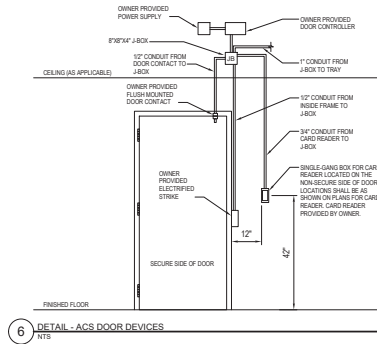 OWNER PROVIDED
POWER SUPPLY
OWNER PROVIDED
DOOR CONTROLLER
8"X8"X4" J-BOX
JB
1/2" CONDUIT FROM
DOOR CONTACT TO
J-BOX
1" CONDUIT FROM
J-BOX TO TRAY
CEILING (AS APPLICABLE)
OWNER PROVIDED
FLUSH MOUNTED
DOOR CONTACT
1/2" CONDUIT FROM
INSIDE FRAME TO
J-BOX
3/4" CONDUIT FROM
CARD READER TO
J-BOX
OWNER
PROVIDED
ELECTRIFIED
STRIKE
SINGLE-GANG BOX FOR CAR
READER LOCATED ON THE
NON-SECURE SIDE OF DOOR
LOCATIONS SHALL BE AS
SHOWN ON PLANS FOR CARD
READER. CARD READER
PROVIDED BY OWNER.
12"
42"
SECURE SIDE OF DOOR
FINISHED FLOOR
6
DETAIL - ACS DOOR DEVICES
NTS